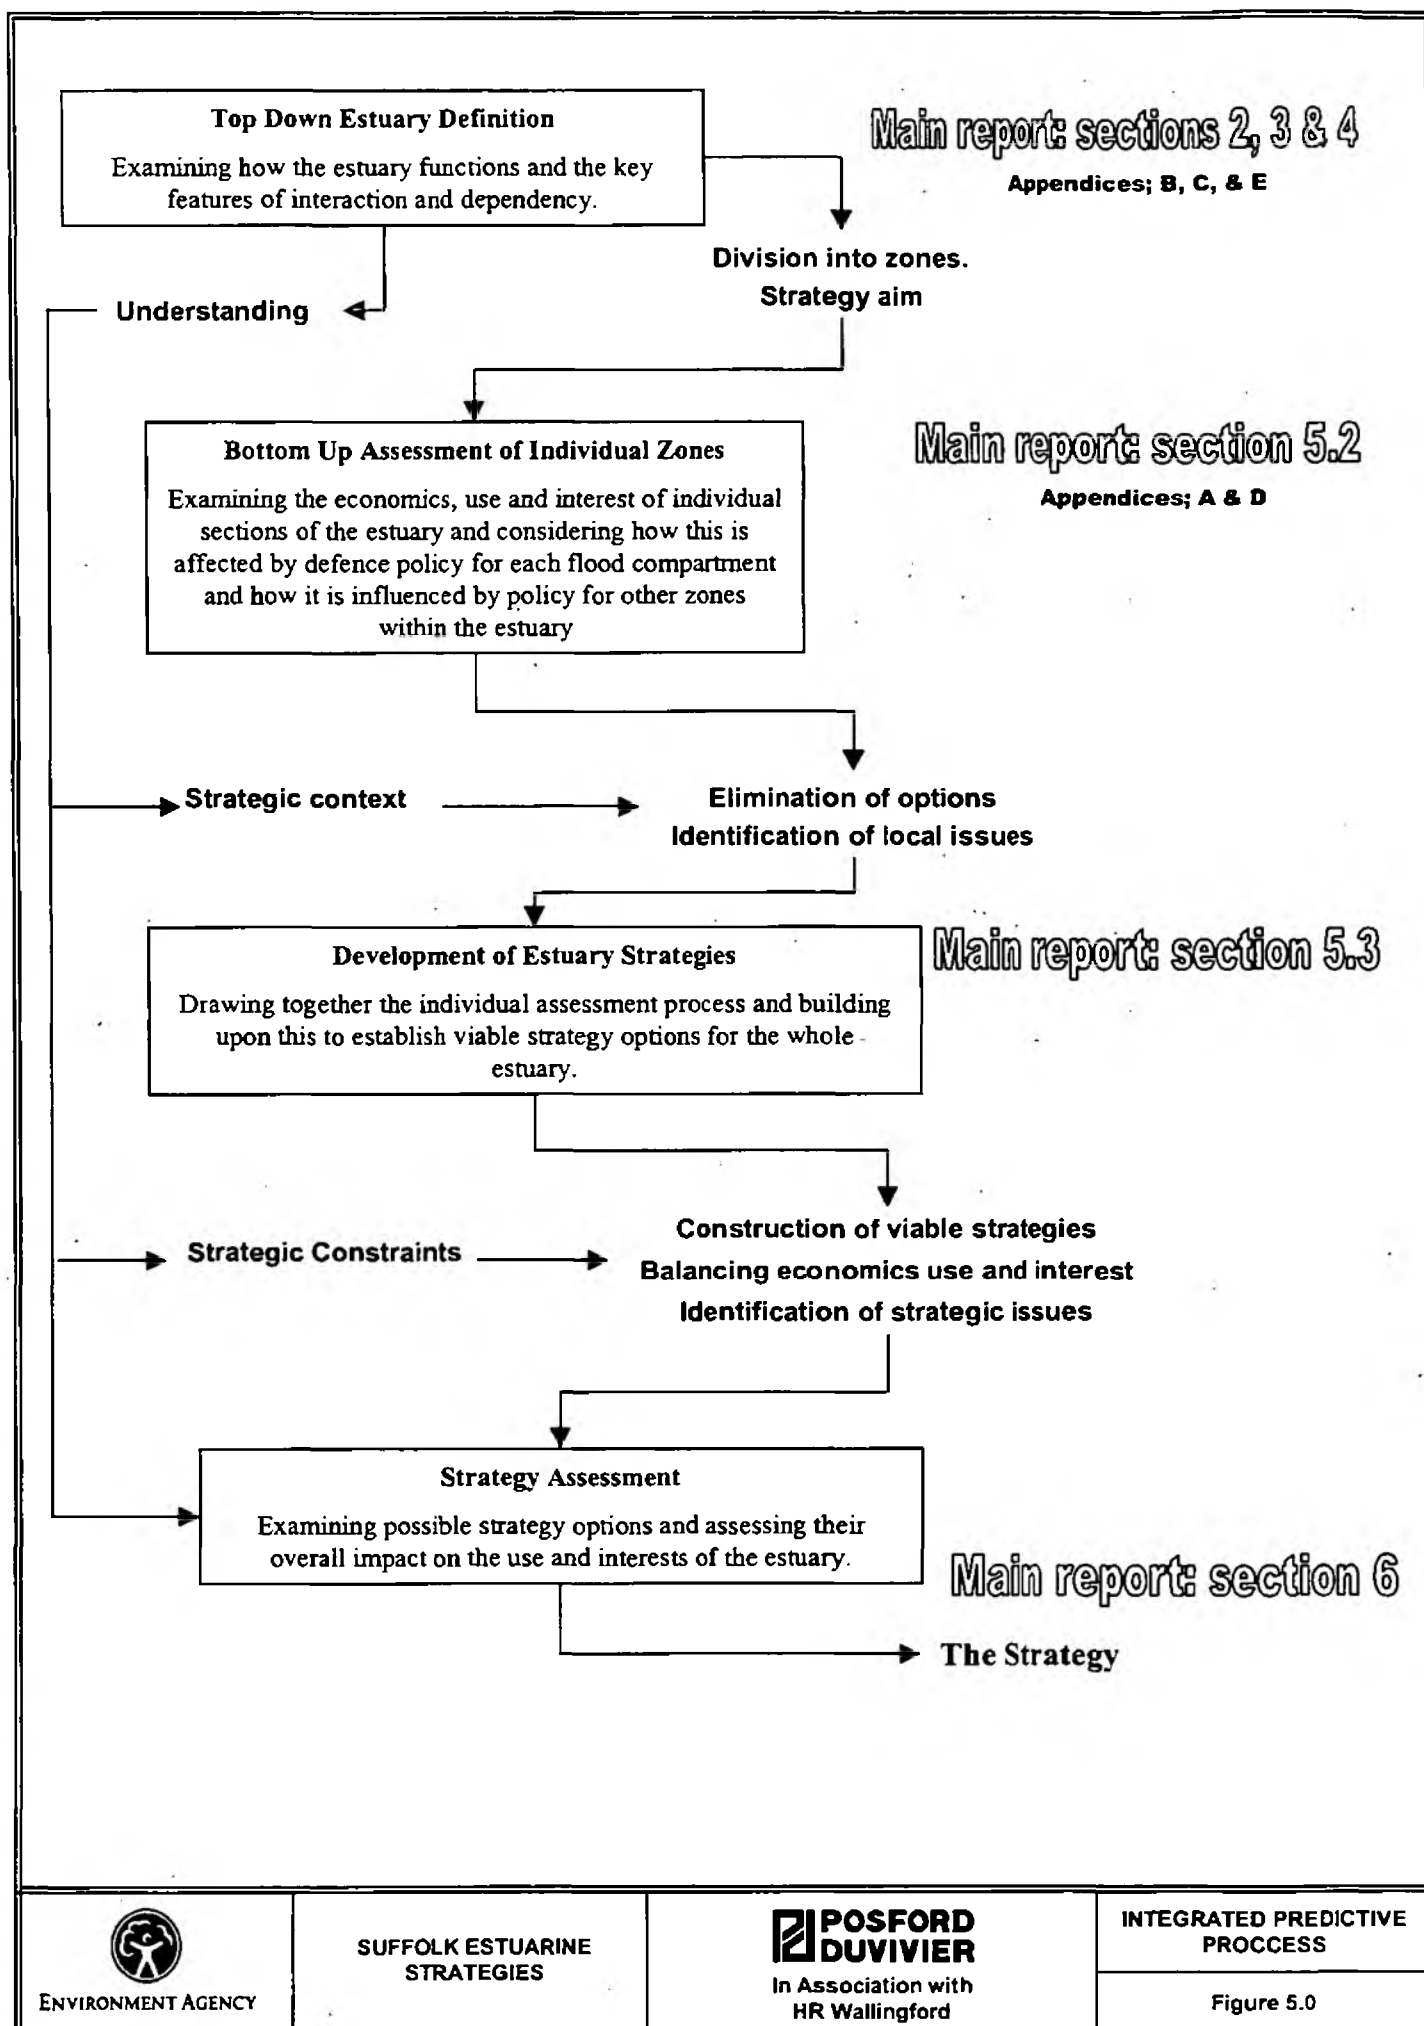 Top Down Estuary Definition
Examining how the estuary functions and the key
features of interaction and dependency.
Main report: sections 2, 3 & 4
Appendices; B, C, & E
Division into zones.
Strategy aim
Understanding
Bottom Up Assessment of Individual Zones
Examining the economics, use and interest of individual
sections of the estuary and considering how this is
affected by defence policy for each flood compartment
and how it is influenced by policy for other zones
within the estuary
Main report: section 5.2
Appendices; A & D
Strategic context
Elimination of options
Identification of local issues
Development of Estuary Strategies
Drawing together the individual assessment process and building
upon this to establish viable strategy options for the whole
estuary.
Main report: section 5.3
Strategic Constraints
Construction of viable strategies
Balancing economics use and interest
Identification of strategic issues
Strategy Assessment
Examining possible strategy options and assessing their
overall impact on the use and interests of the estuary.
Main report: section 6
The Strategy
ENVIRONMENT AGENCY
SUFFOLK ESTUARINE
STRATEGIES
POSFORD
DUVIVIER
In Association with
HR Wallingford
INTEGRATED PREDICTIVE
PROCCESS
Figure 5.0